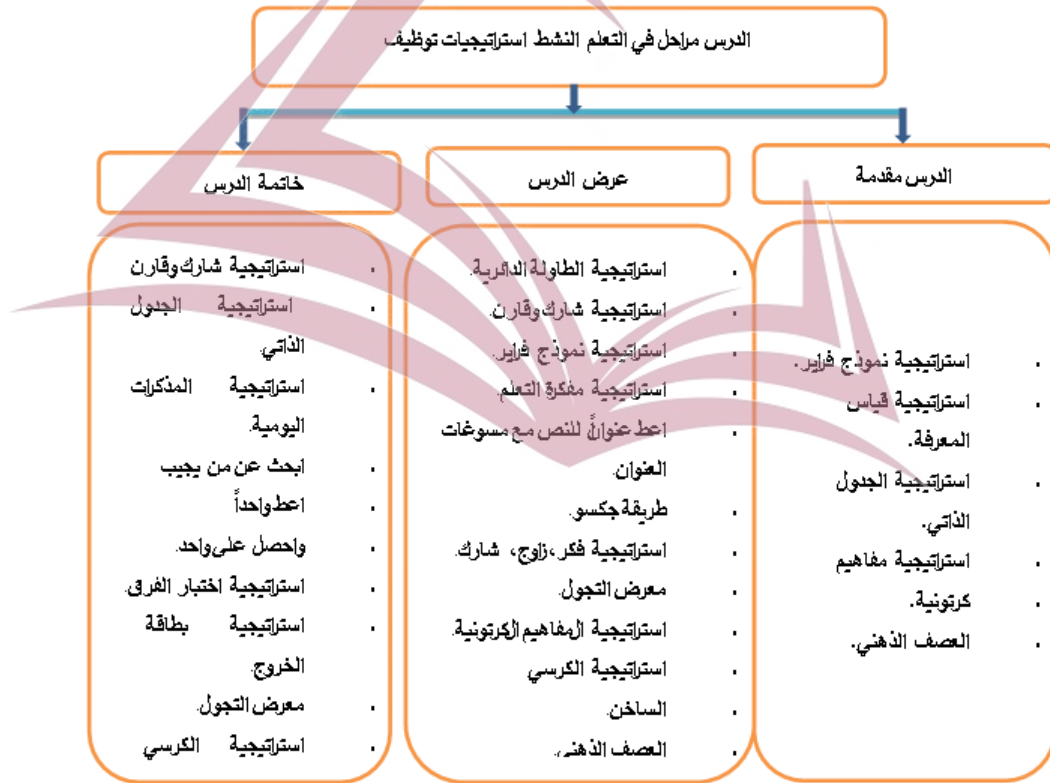 الدرس مراحل في التعلم النشط استراتيجيات توظيف
الدرس مقدمة
عرض الدرس
خاتمة الدرس
استراتيجية نموذج فراير.
استراتيجية قياس
المعرفة.
استراتيجية الجدول
الذاتي.
استراتيجية مفاهيم
كرتونية.
العصف الذهني.
استراتيجية الطاولة الدائرية.
استراتيجية شارك وقارن.
استراتيجية نموذج فراير.
استراتيجية مفكرة التعلم.
اعط عنواناً للنص مع مسوغات
العنوان.
طريقة جكسو.
استراتيجية فكر، زاوج، شارك.
معرض التجول.
استراتيجية المفاهيم الكرتونية.
استراتيجية الكرسي
الساخن.
العصف الذهني.
استراتيجية شارك وقارن
استراتيجية الجدول
الذاتي.
استراتيجية المذكرات
اليومية.
ابحث عن من يجيب
اعط واحداً
واحصل على واحد.
استراتيجية اختبار الفرق.
استراتيجية بطاقة
الخروج.
معرض التجول.
استراتيجية الكرسي